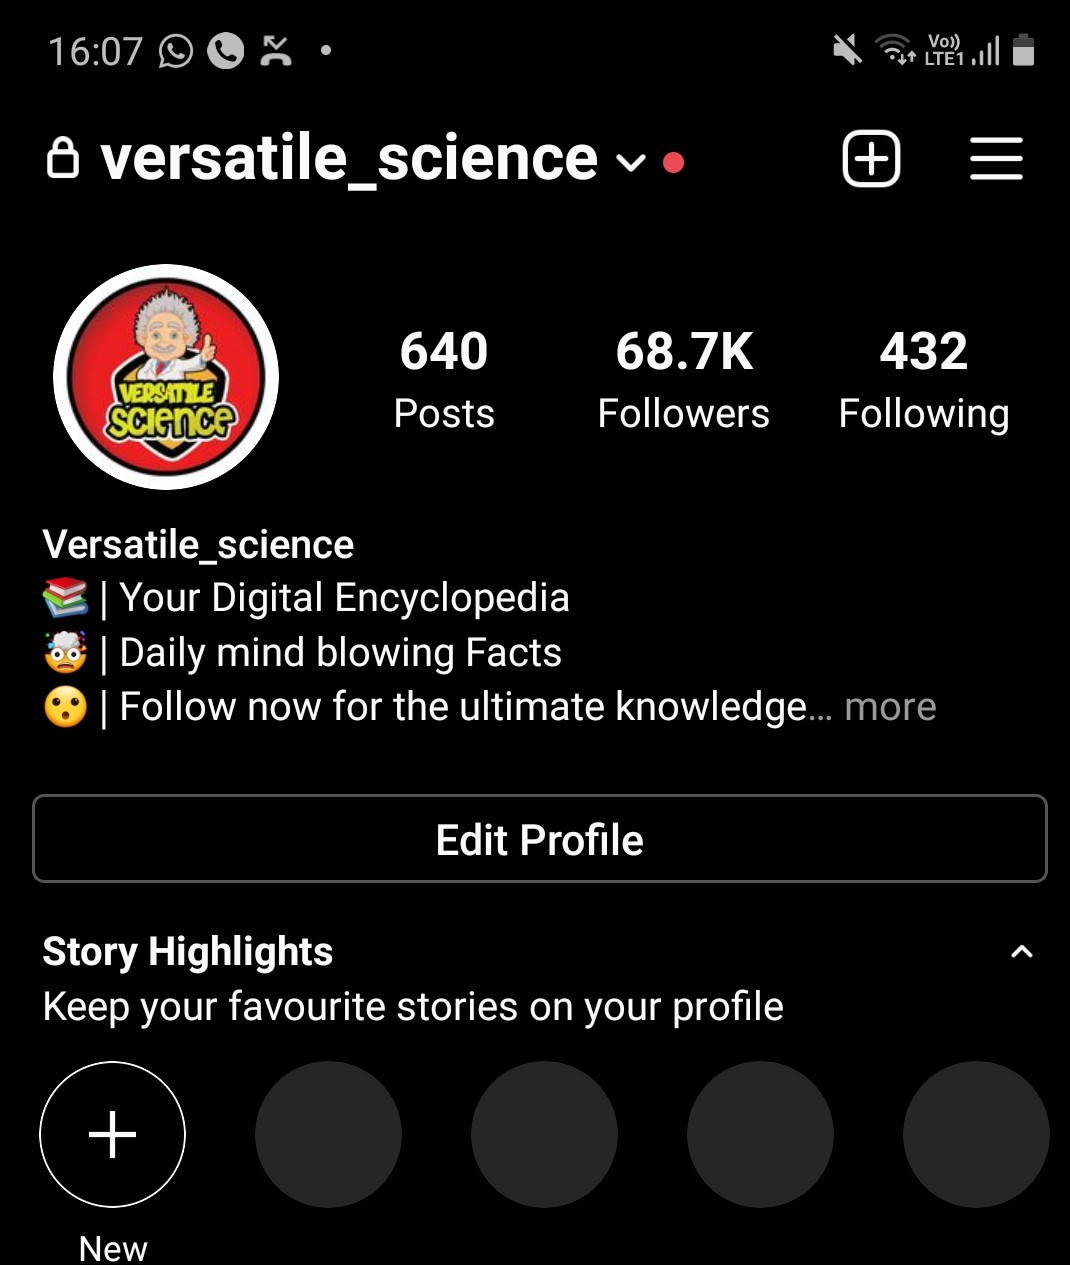 16:07
Vo)) LTE1
versatile_science
VERSATILE
SCIENCE
640 68.7K 432
Posts Followers Following
Versatile_science
📚 | Your Digital Encyclopedia
🤯 | Daily mind blowing Facts
😮 | Follow now for the ultimate knowledge... more
Edit Profile
Story Highlights
Keep your favourite stories on your profile
New